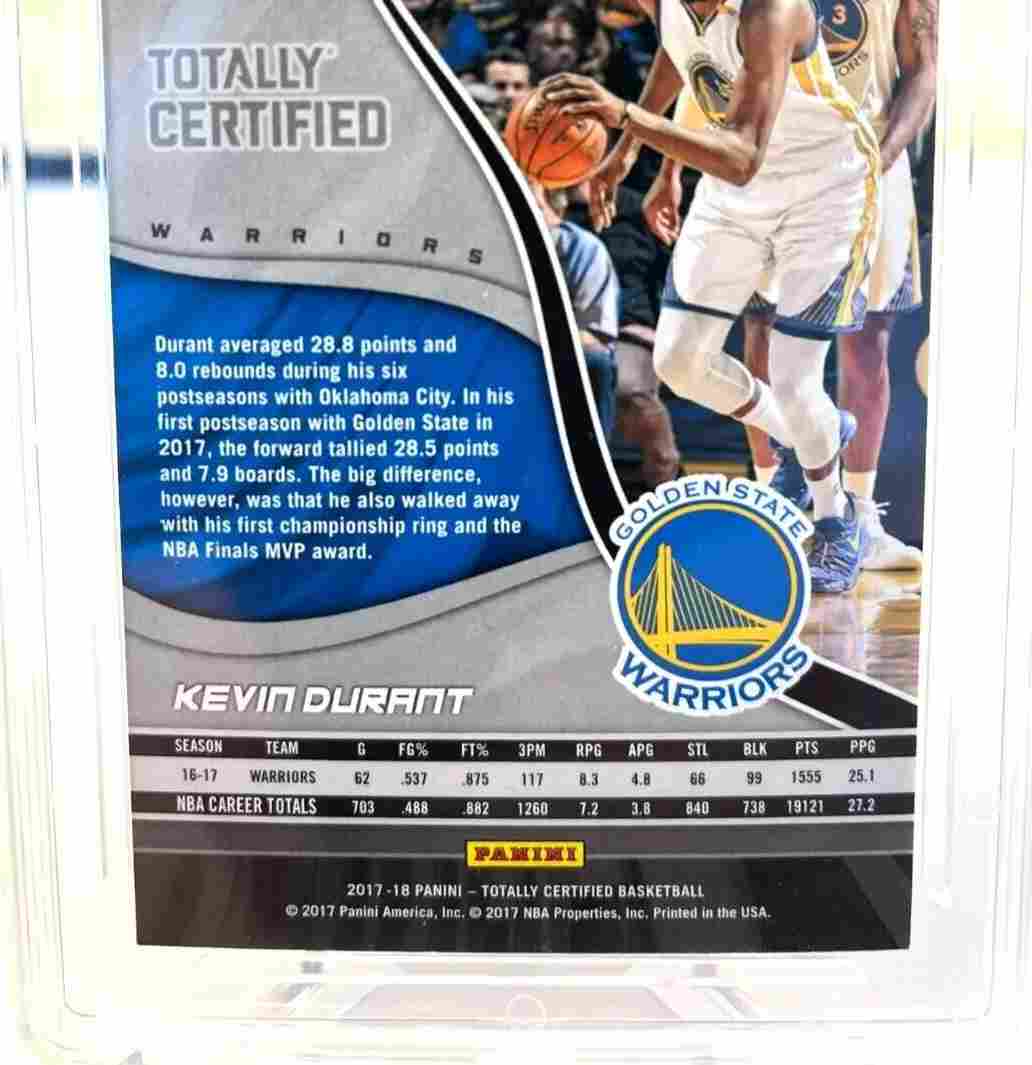 TOTALLY
CERTIFIED
WARRIORS
3
ORS
Durant averaged 28.8 points and
8.0 rebounds during his six
postseasons with Oklahoma City. In his
first postseason with Golden State in
2017, the forward tallied 28.5 points
and 7.9 boards. The big difference,
however, was that he also walked away
with his first championship ring and the
NBA Finals MVP award.
GOLDEN STATE
WARRIORS
KEVIN DURANT
SEASON TEAM G FG% FT% 3PM RPG APG STL BLK PTS PPG
16-17 WARRIORS 62 .537 .875 117 8.3 4.8 66 99 1555 25.1
NBA CAREER TOTALS 703 .488 .882 1260 7.2 3.8 840 738 19121 27.2
PANINI
2017-18 PANINI – TOTALLY CERTIFIED BASKETBALL
© 2017 Panini America, Inc. © 2017 NBA Properties, Inc. Printed in the USA.